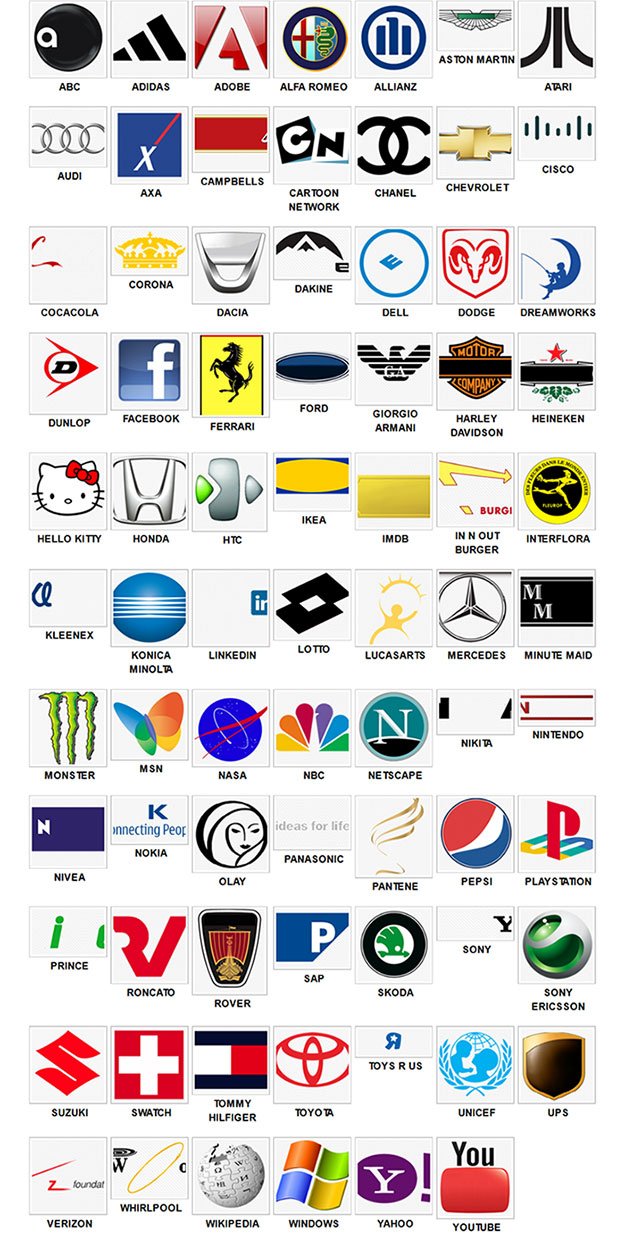 a
ABC
ADIDAS
ADOBE
ALFA ROMEO
ALLIANZ
ASTON MARTIN
ATARI
AUDI
X
AXA
CAMPBELLS
CN
CARTOON
NETWORK
CHANEL
CHEVROLET
CISCO
COCACOLA
CORONA
DACIA
DAKINE
E
DELL
DODGE
DREAMWORKS
D
DUNLOP
f
FACEBOOK
FERRARI
FORD
GA
GIORGIO
ARMANI
MOTOR
COMPANY
HARLEY
DAVIDSON
HEINEKEN
HELLO KITTY
HONDA
HTC
IKEA
IMDB
BURGI
IN N OUT
BURGER
DES FLEURS DANS LE MONDE ENTIER
FLEUROP
INTERFLORA
KLEENEX
KONICA
MINOLTA
in
LINKEDIN
LOTTO
LUCASARTS
MERCEDES
M
M
MINUTE MAID
MONSTER
MSN
NASA
NBC
N
NETSCAPE
NIKITA
N
NINTENDO
N
NIVEA
K
onnecting Peop
NOKIA
OLAY
ideas for life
PANASONIC
PANTENE
PEPSI
P
PLAYSTATION
i
PRINCE
RV
RONCATO
ROVER
P
SAP
SKODA
Y
SONY
SONY
ERICSSON
SUZUKI
SWATCH
TOMMY
HILFIGER
TOYOTA
R
TOYS R US
UNICEF
UPS
Z foundat
VERIZON
W
WHIRLPOOL
W
WIKIPEDIA
WINDOWS
Y!
YAHOO
You
YOUTUBE